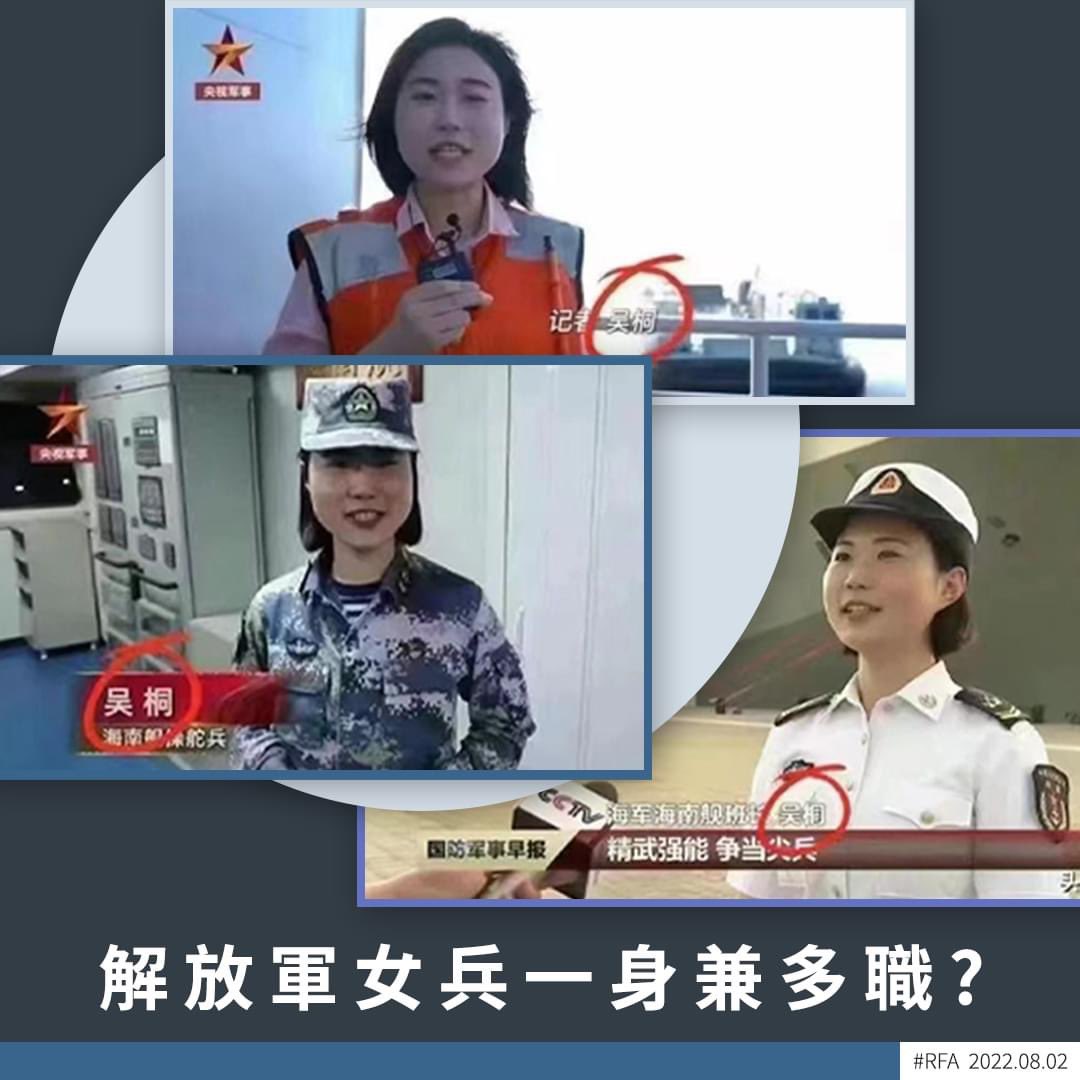 央视军事
记者 吴桐
央视军事
吴桐
海南舰操舵兵
CCTV
海军海南舰班长 吴桐
国防军事早报
精武强能 争当尖兵
头
解放軍女兵一身兼多職?
#RFA 2022.08.02